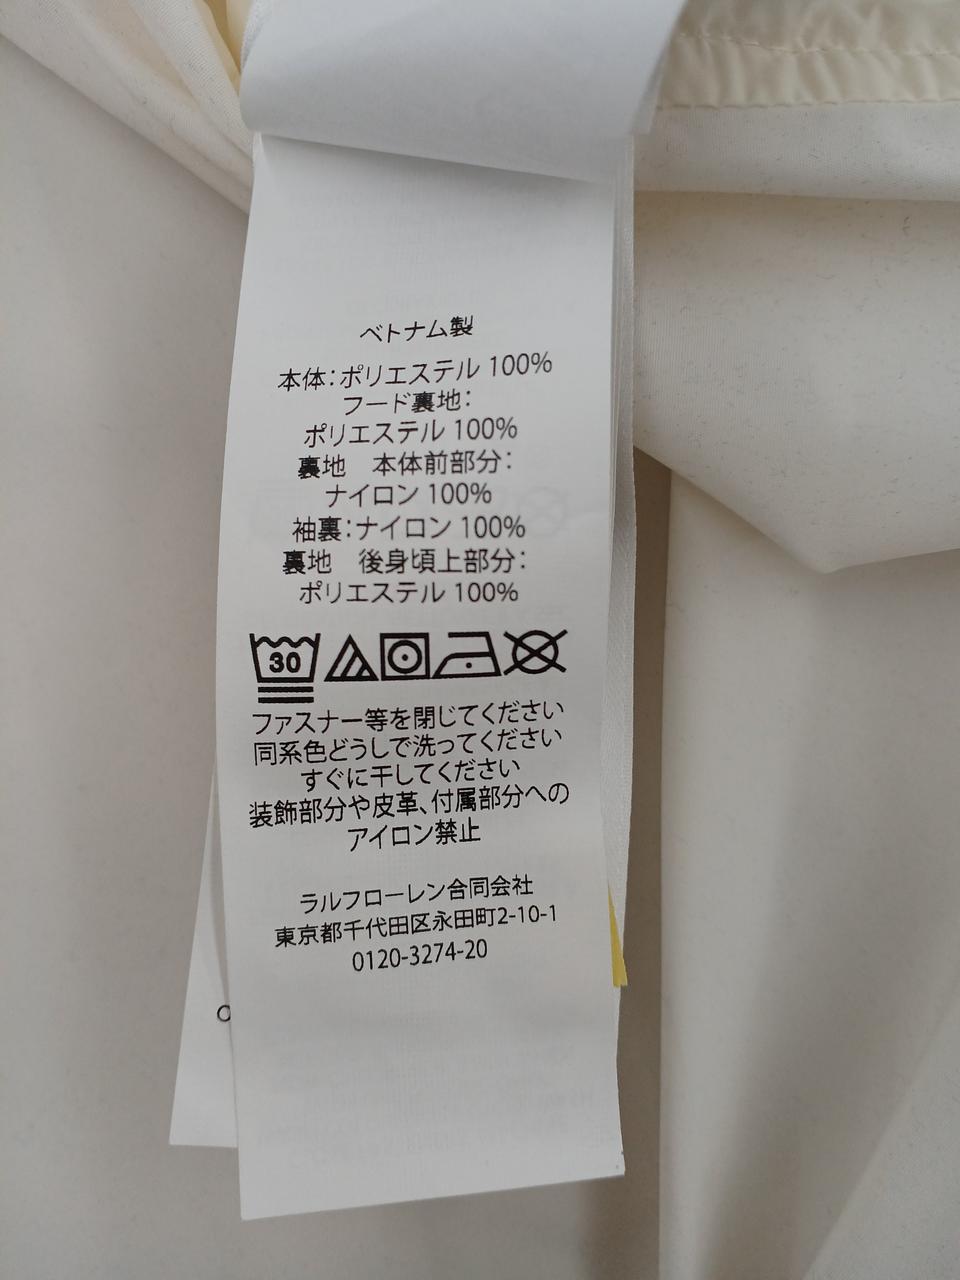 ベトナム製
本体：ポリエステル 100%
フード裏地：
ポリエステル 100%
裏地　本体前部分：
ナイロン 100%
袖裏：ナイロン 100%
裏地　後身頃上部分：
ポリエステル 100%
30
ファスナー等を閉じてください
同系色どうしで洗ってください
すぐに干してください
装飾部分や皮革、付属部分への
アイロン禁止
ラルフローレン合同会社
東京都千代田区永田町2-10-1
0120-3274-20